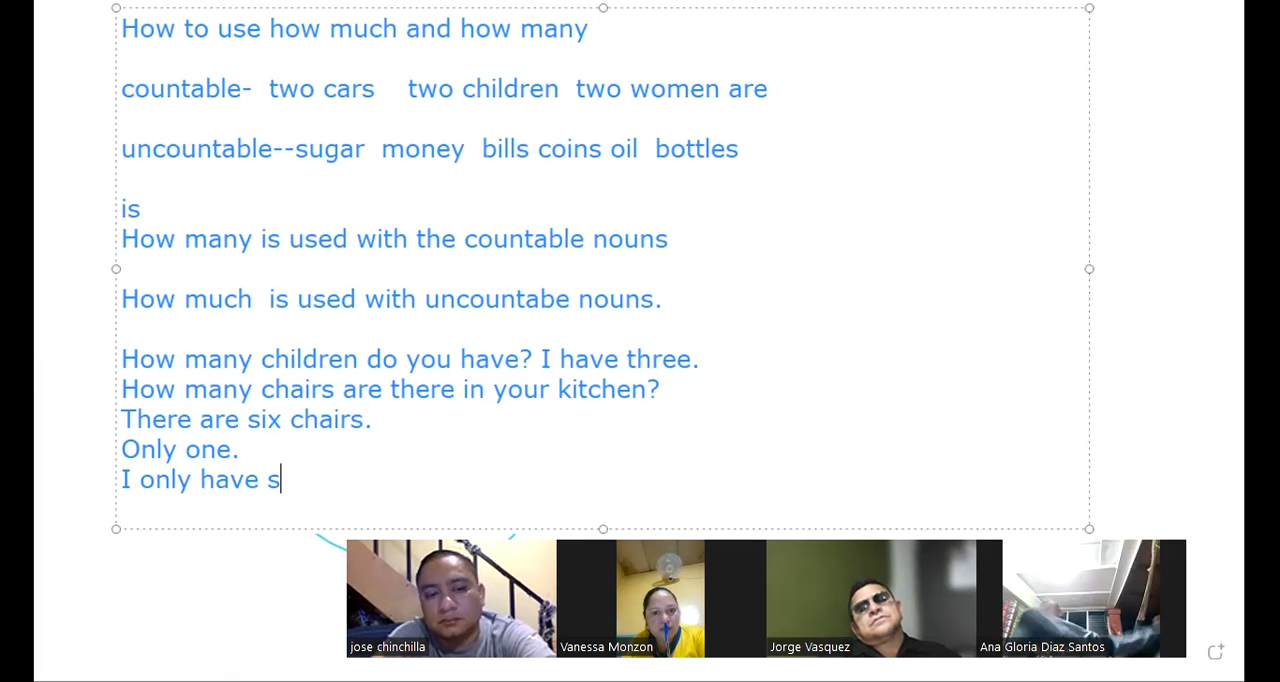 How to use how much and how many
countable- two cars two children two women are
uncountable--sugar money bills coins oil bottles
is
How many is used with the countable nouns
How much is used with uncountabe nouns.
How many children do you have? I have three.
How many chairs are there in your kitchen?
There are six chairs.
Only one.
I only have s
jose chinchilla
Vanessa Monzon
Jorge Vasquez
Ana Gloria Diaz Santos